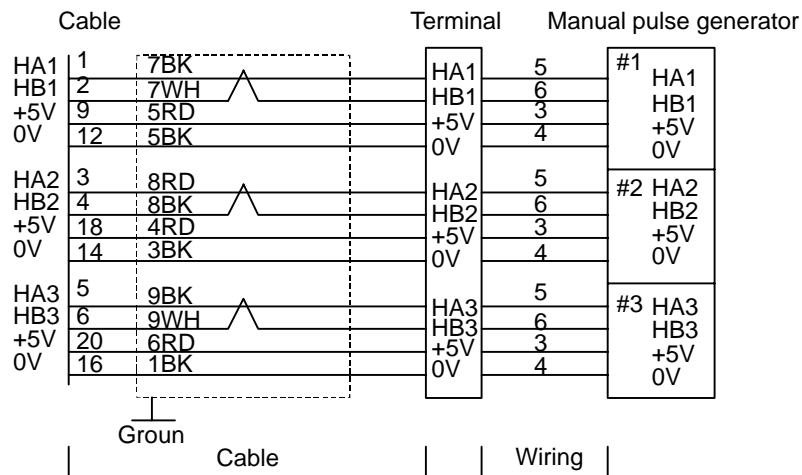 Cable Terminal Manual pulse generator
HA1 1 7BK HA1 5 #1 HA1
HB1 2 7WH HB1 6 HB1
+5V 9 5RD +5V 3 +5V
0V 12 5BK 0V 4 0V
HA2 3 8RD HA2 5 #2 HA2
HB2 4 8BK HB2 6 HB2
+5V 18 4RD +5V 3 +5V
0V 14 3BK 0V 4 0V
HA3 5 9BK HA3 5 #3 HA3
HB3 6 9WH HB3 6 HB3
+5V 20 6RD +5V 3 +5V
0V 16 1BK 0V 4 0V
Groun
Cable Wiring